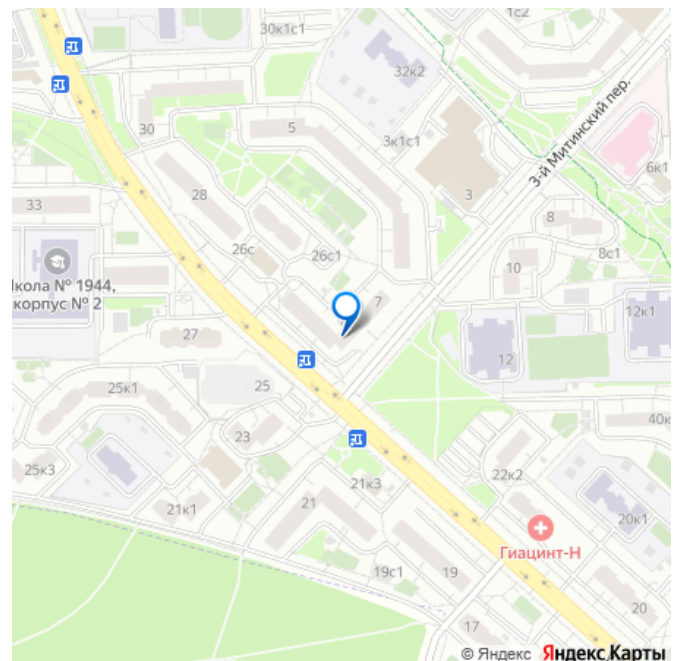 1с2
30к1с1
32к2
3-й Митинский пер.
30
5
3к1с1
6к1
28
3
33
8
26с
26с1
8с1
10
Школа № 1944,
корпус № 2
7
12к1
27
12
25к1
25
40к
23
25к3
22к2
21к3
21к1
21
20к1
Гиацинт-Н
19с1
19
20
17
© Яндекс Яндекс Карты